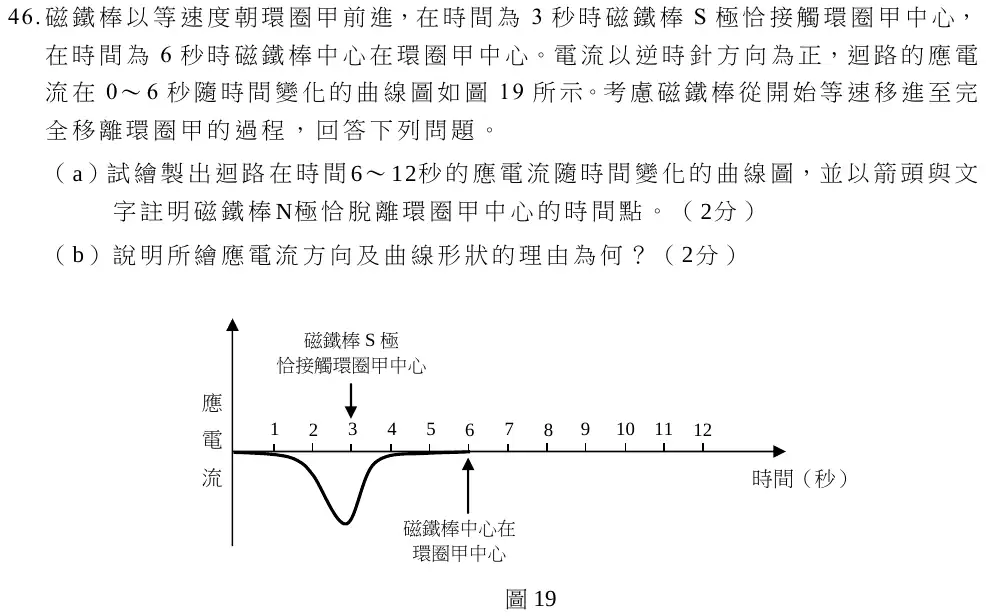 46.磁鐵棒以等速度朝環圈甲前進，在時間為 3 秒時磁鐵棒 S 極恰接觸環圈甲中心，
在時間為 6 秒時磁鐵棒中心在環圈甲中心。電流以逆時針方向為正，迴路的應電
流在 0～6 秒隨時間變化的曲線圖如圖 19 所示。考慮磁鐵棒從開始等速移進至完
全移離環圈甲的過程，回答下列問題。
（a）試繪製出迴路在時間6～12秒的應電流隨時間變化的曲線圖，並以箭頭與文
字註明磁鐵棒N極恰脫離環圈甲中心的時間點。（2分）
（b）說明所繪應電流方向及曲線形狀的理由為何？（2分）
磁鐵棒 S 極
恰接觸環圈甲中心
應
電
流
1 2 3 4 5 6 7 8 9 10 11 12
時間（秒）
磁鐵棒中心在
環圈甲中心
圖 19